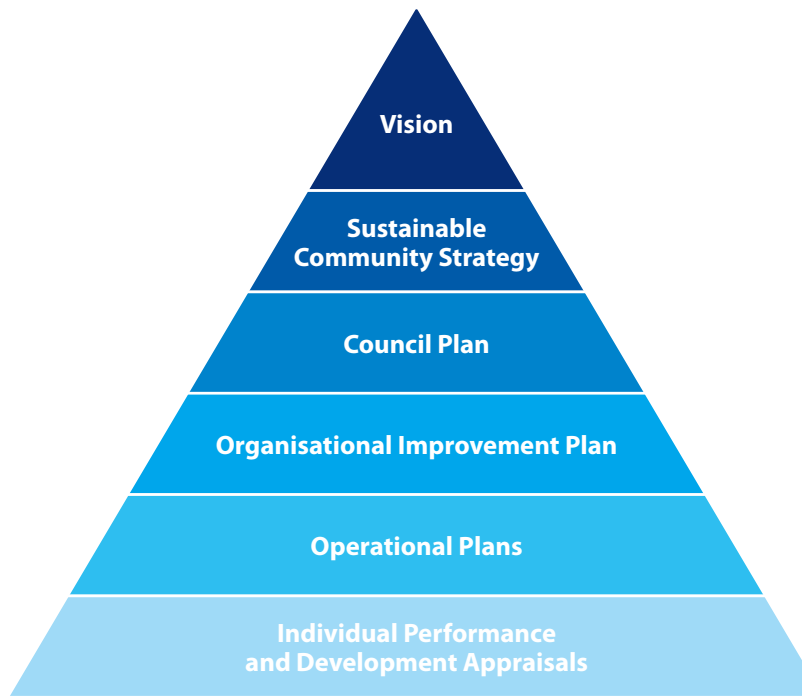 Vision
Sustainable
Community Strategy
Council Plan
Organisational Improvement Plan
Operational Plans
Individual Performance
and Development Appraisals